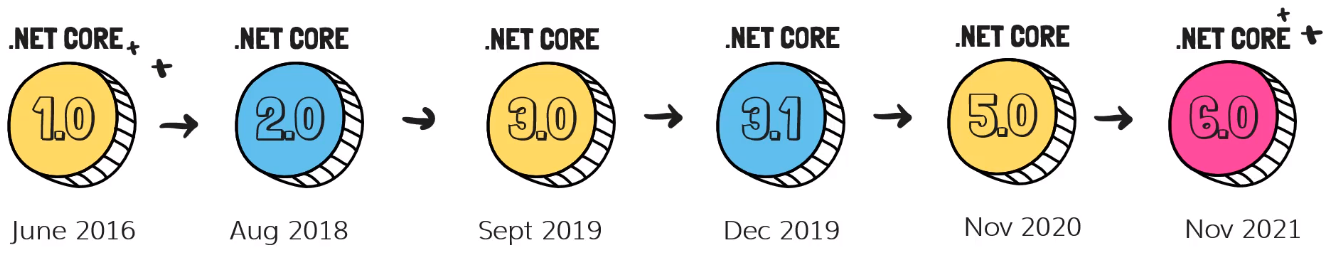 .NET CORE
1.0
June 2016
.NET CORE
2.0
Aug 2018
.NET CORE
3.0
Sept 2019
.NET CORE
3.1
Dec 2019
.NET CORE
5.0
Nov 2020
.NET CORE
6.0
Nov 2021